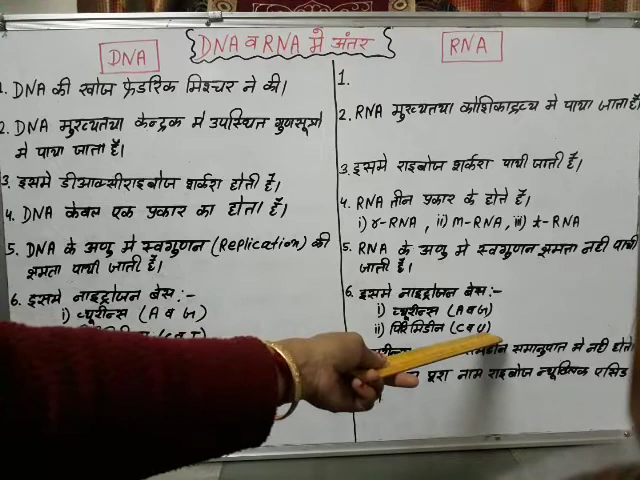 DNA व RNA मे अंतर
DNA
1. DNA की खोज फ्रेडरिक मिश्चर ने की।
2. DNA मुख्यतया केन्द्रक मे उपस्थित गुणसूत्रो
मे पाया जाता है।
3. इसमे डीआक्सीराइबोज शर्करा होती है।
4. DNA केवल एक प्रकार का होता है।
5. DNA के अणु मे स्वगुणन (Replication) की
क्षमता पायी जाती है।
6. इसमे नाइट्रोजन बेस:-
i) प्यूरीन्स (A व G)
RNA
1.
2. RNA मुख्यतया कोशिकाद्रव्य मे पाया जाता है।
3. इसमे राइबोज शर्करा पायी जाती है।
4. RNA तीन प्रकार के होते है।
i) r-RNA, ii) m-RNA, iii) t-RNA
5. RNA के अणु मे स्वगुणन क्षमता नही पायी
जाती है।
6. इसमे नाइट्रोजन बेस:-
i) प्यूरीन्स (A व G)
ii) पिरिमिडीन (C व U)
समानुपात मे नही होते
पूरा नाम राइबोज न्यूक्लिक एसिड